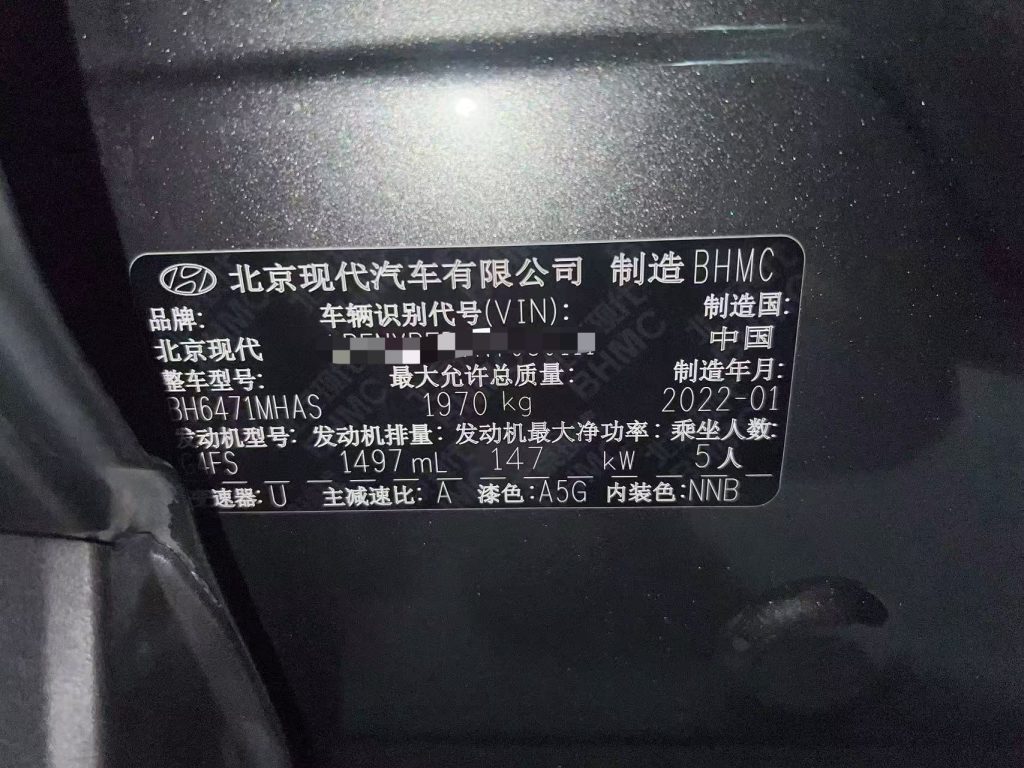 北京现代汽车有限公司 制造 BHMC
品牌: 车辆识别代号(VIN): 制造国:
北京现代 中国
整车型号: 最大允许总质量: 制造年月:
BH6471MHAS 1970 kg 2022-01
发动机型号: 发动机排量: 发动机最大净功率: 乘坐人数:
4FS 1497 mL 147 kW 5人
速器: U 主减速比: A 漆色: A5G 内装色: NNB